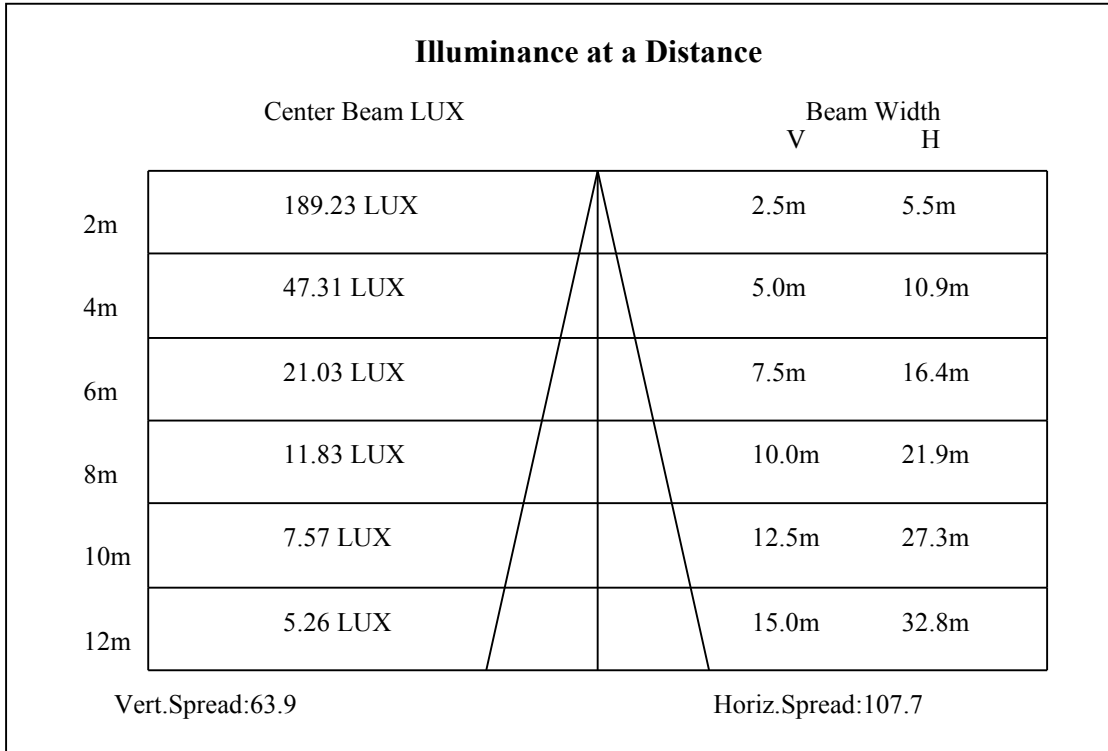 Illuminance at a Distance
Center Beam LUX Beam Width
V H
2m 189.23 LUX 2.5m 5.5m
4m 47.31 LUX 5.0m 10.9m
6m 21.03 LUX 7.5m 16.4m
8m 11.83 LUX 10.0m 21.9m
10m 7.57 LUX 12.5m 27.3m
12m 5.26 LUX 15.0m 32.8m
Vert.Spread:63.9 Horiz.Spread:107.7